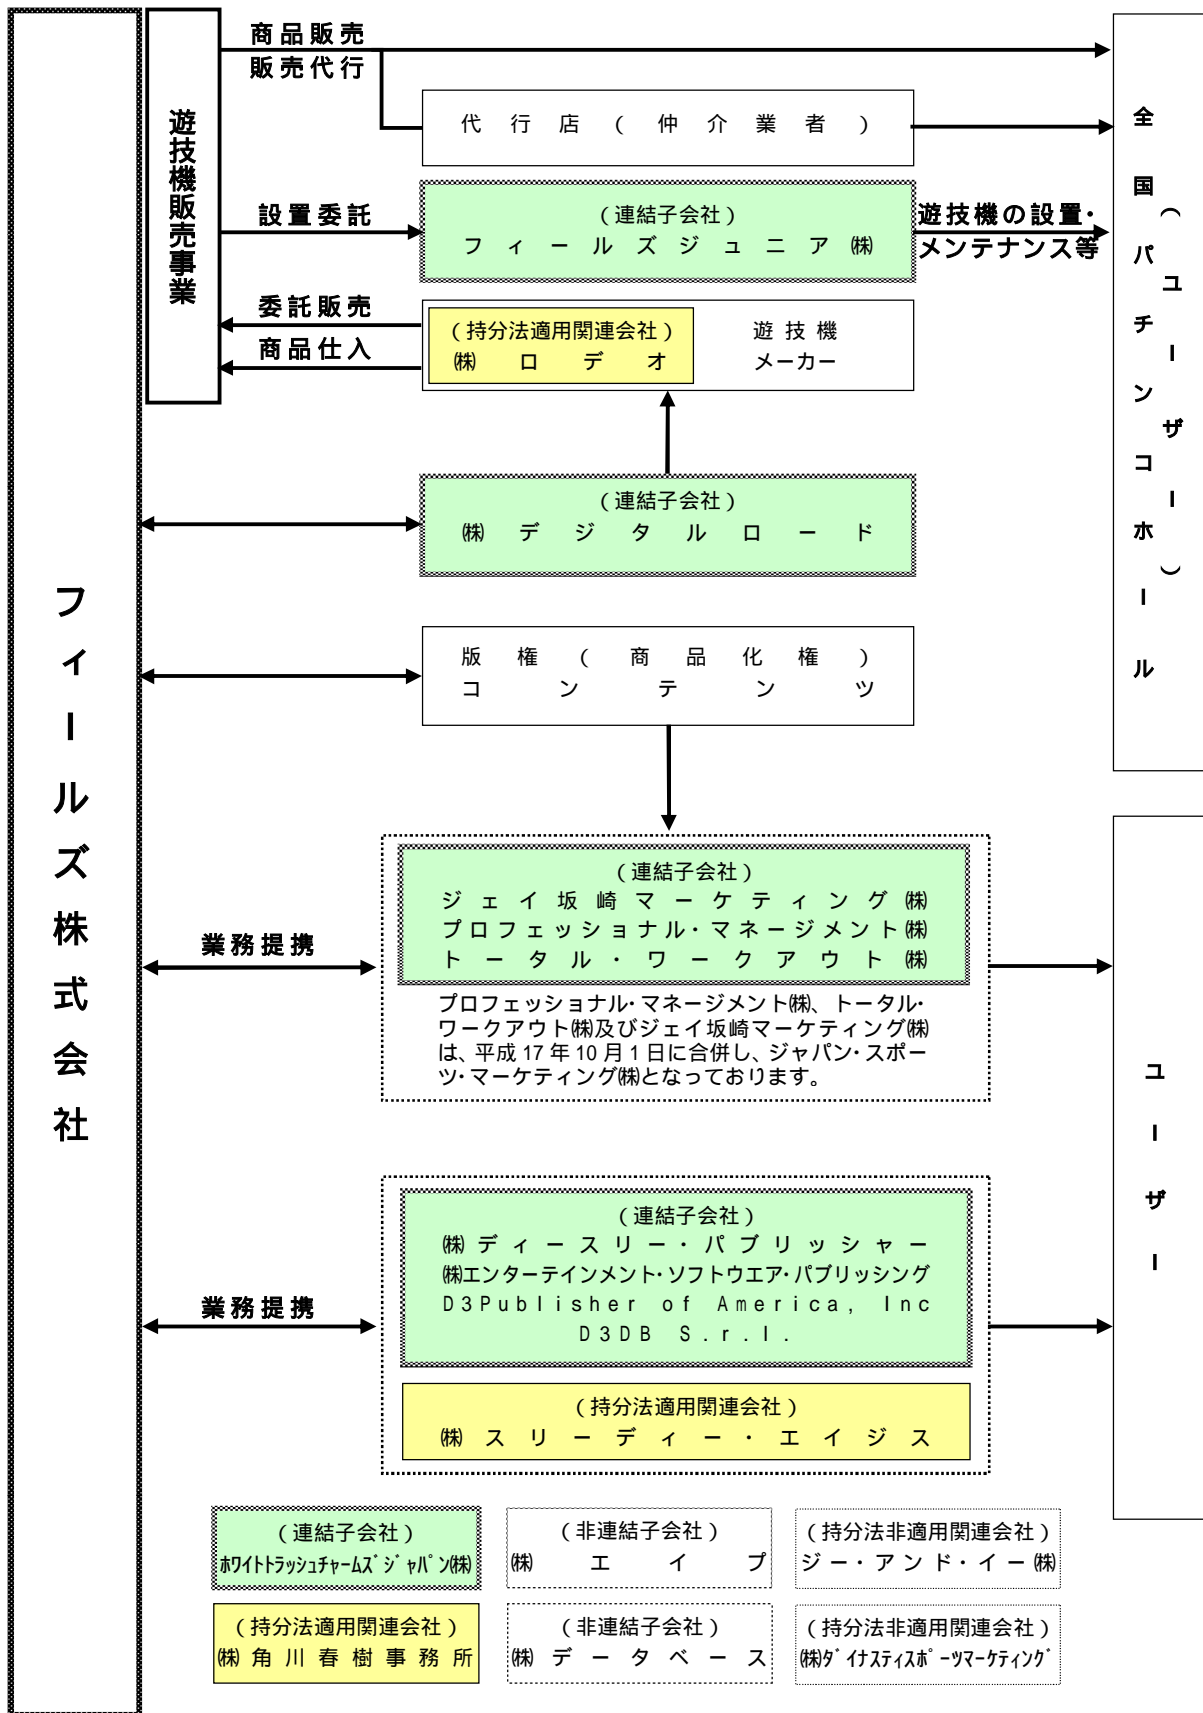 フィールズ株式会社
遊技機販売事業
商品販売
販売代行
代行店(仲介業者)
全国パチンコホール
(ユーザー)
設置委託
(連結子会社)
フィールズジュニア㈱
遊技機の設置・
メンテナンス等
委託販売
商品仕入
(持分法適用関連会社)
㈱ロデオ
遊技機
メーカー
(連結子会社)
㈱デジタルロード
版権(商品化権)
コンテンツ
業務提携
(連結子会社)
ジェイ坂崎マーケティング㈱
プロフェッショナル・マネージメント㈱
トータル・ワークアウト㈱
プロフェッショナル・マネージメント㈱、トータル・
ワークアウト㈱及びジェイ坂崎マーケティング㈱
は、平成17年10月1日に合併し、ジャパン・スポー
ツ・マーケティング㈱となっております。
ユーザー
業務提携
(連結子会社)
㈱ディースリー・パブリッシャー
㈱エンターテインメント・ソフトウエア・パブリッシング
D3Publisher of America, Inc
D3DB S.r.l.
(持分法適用関連会社)
㈱スリーディー・エイジス
(連結子会社)
ホワイトトラッシュチャームズジャパン㈱
(非連結子会社)
㈱エイプ
(持分法非適用関連会社)
ジー・アンド・イー㈱
(持分法適用関連会社)
㈱角川春樹事務所
(非連結子会社)
㈱データベース
(持分法非適用関連会社)
㈱ダイナスティスポーツマーケティング